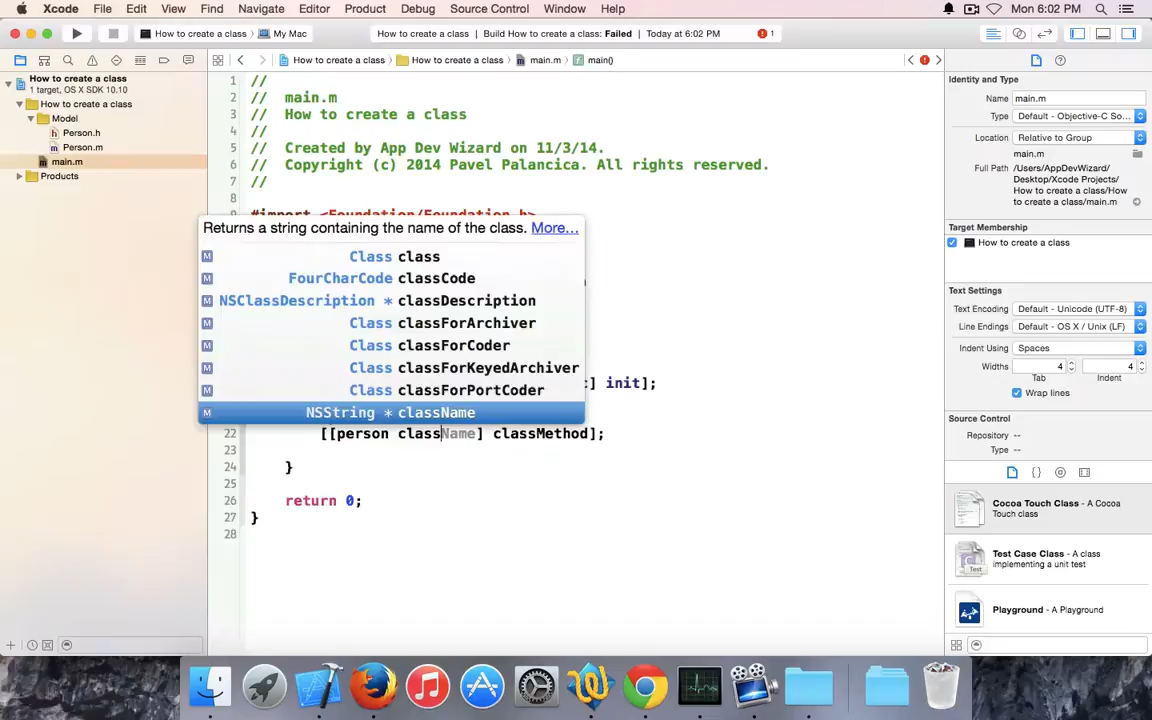 Xcode File Edit View Find Navigate Editor Product Debug Source Control Window Help Mon 6:02 PM
How to create a class My Mac How to create a class Build How to create a class: Failed Today at 6:02 PM 1
How to create a class How to create a class main.m main()
How to create a class
1 target, OS X SDK 10.10
How to create a class
Model
Person.h
Person.m
main.m
Products
1 //
2 // main.m
3 // How to create a class
4 //
5 // Created by App Dev Wizard on 11/3/14.
6 // Copyright (c) 2014 Pavel Palancica. All rights reserved.
7 //
8
#import <Foundation/Foundation.h>
Returns a string containing the name of the class. More...
M Class class
M FourCharCode classCode
M NSClassDescription * classDescription
M Class classForArchiver
M Class classForCoder
M Class classForKeyedArchiver
M Class classForPortCoder
] init];
M NSString * className
22 [[person className] classMethod];
23
24 }
25
26 return 0;
27 }
28
Identity and Type
Name main.m
Type Default - Objective-C So...
Location Relative to Group
main.m
Full Path /Users/AppDevWizard/
Desktop/Xcode Projects/
How to create a class/How
to create a class/main.m
Target Membership
How to create a class
Text Settings
Text Encoding Default - Unicode (UTF-8)
Line Endings Default - OS X / Unix (LF)
Indent Using Spaces
Widths 4 4
Tab Indent
Wrap lines
Source Control
Repository --
Type --
Cocoa Touch Class - A Cocoa
Touch class
Test Case Class - A class
implementing a unit test
Test
Playground - A Playground